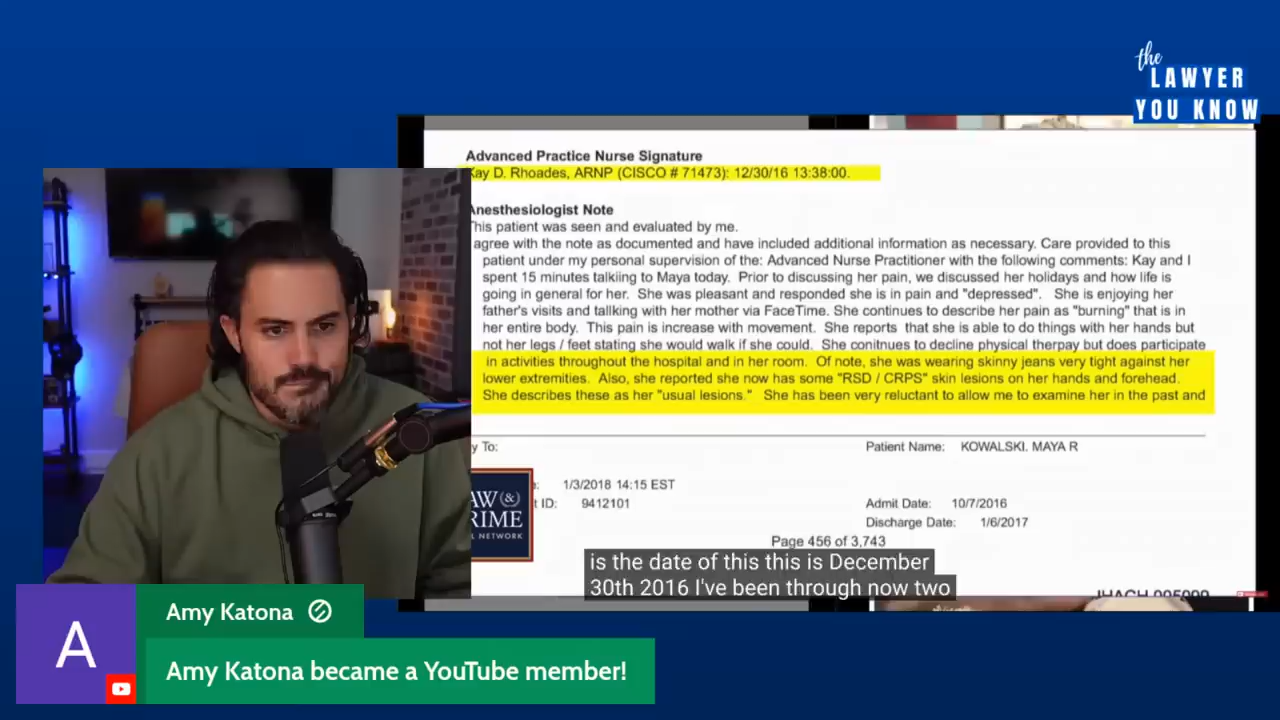 the
LAWYER
YOU KNOW
Advanced Practice Nurse Signature
Kay D. Rhoades, ARNP (CISCO # 71473): 12/30/16 13:38:00.
Anesthesiologist Note
This patient was seen and evaluated by me.
agree with the note as documented and have included additional information as necessary. Care provided to this
patient under my personal supervision of the: Advanced Nurse Practitioner with the following comments: Kay and I
spent 15 minutes talkiing to Maya today. Prior to discussing her pain, we discussed her holidays and how life is
going in general for her. She was pleasant and responded she is in pain and "depressed". She is enjoying her
father's visits and talking with her mother via FaceTime. She continues to describe her pain as "burning" that is in
her entire body. This pain is increase with movement. She reports that she is able to do things with her hands but
not her legs / feet stating she would walk if she could. She conitnues to decline physical therpay but does participate
in activities throughout the hospital and in her room. Of note, she was wearing skinny jeans very tight against her
lower extremities. Also, she reported she now has some "RSD / CRPS" skin lesions on her hands and forehead.
She describes these as her "usual lesions." She has been very reluctant to allow me to examine her in the past and
y To:
Patient Name: KOWALSKI. MAYA R
e: 1/3/2018 14:15 EST
t ID: 9412101
Admit Date: 10/7/2016
Discharge Date: 1/6/2017
Page 456 of 3,743
AW &
RIME
NETWORK
is the date of this this is December
30th 2016 I've been through now two
A
Amy Katona
Amy Katona became a YouTube member!